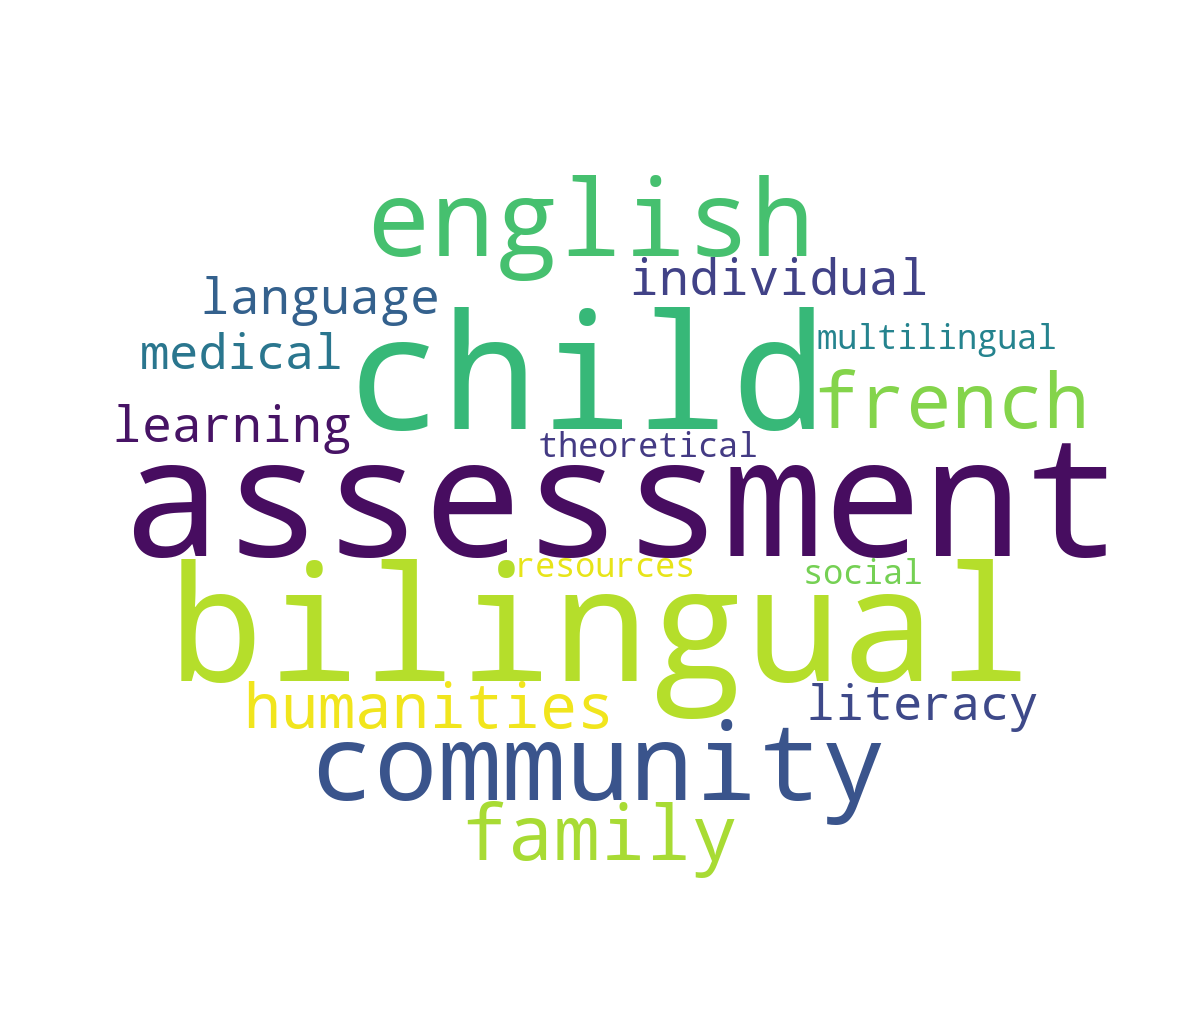 english
individual
language
multilingual
medical
child
french
learning
theoretical
assessment
resources
social
bilingual
humanities
literacy
community
family